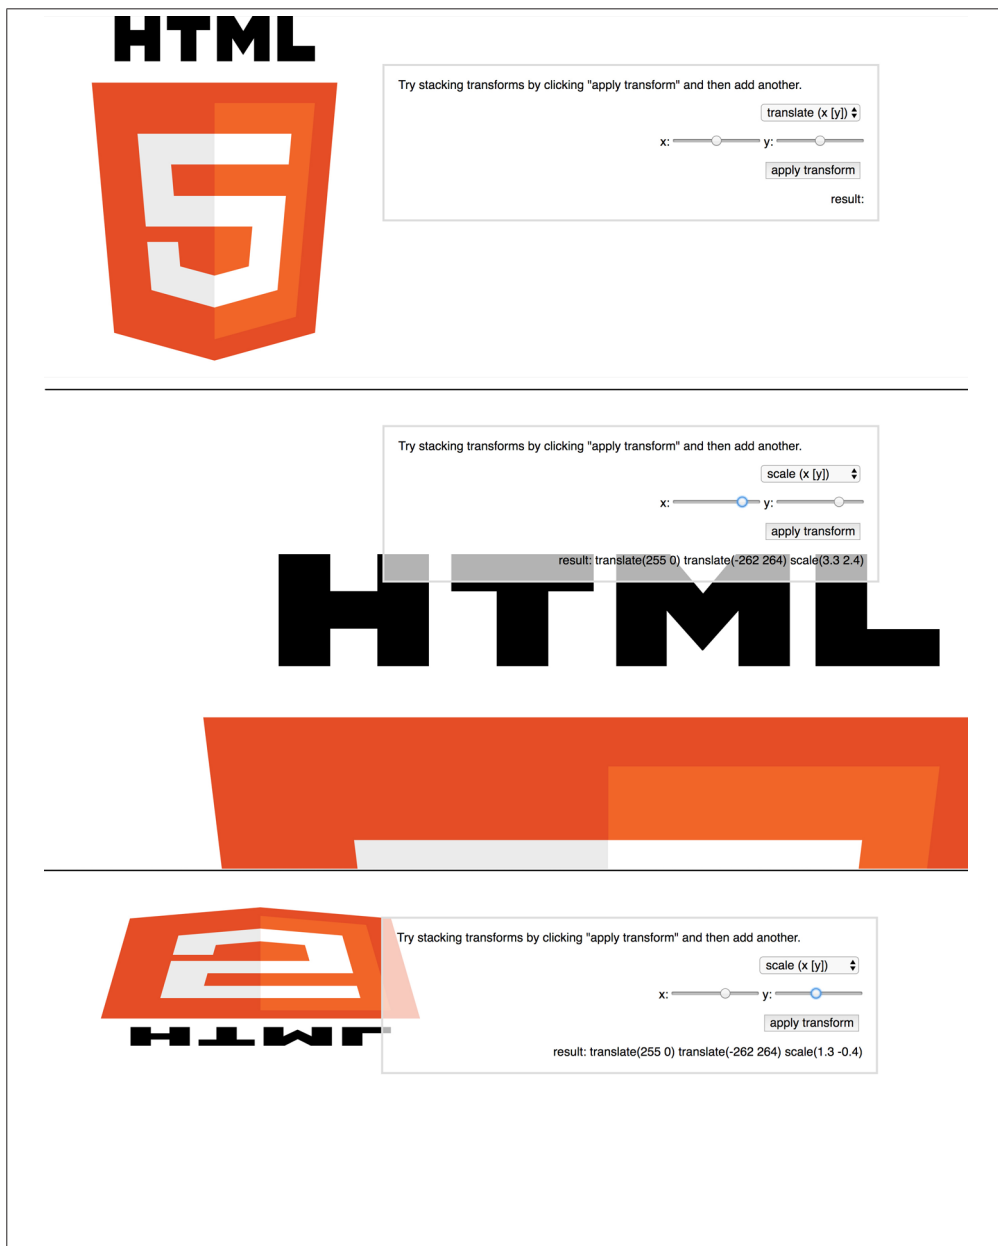 HTML
5
Try stacking transforms by clicking "apply transform" and then add another.
translate (x [y])
x: y:
apply transform
result:
Try stacking transforms by clicking "apply transform" and then add another.
scale (x [y])
x: y:
apply transform
result: translate(255 0) translate(-262 264) scale(3.3 2.4)
HTML
5
Try stacking transforms by clicking "apply transform" and then add another.
scale (x [y])
x: y:
apply transform
HTML
result: translate(255 0) translate(-262 264) scale(1.3 -0.4)